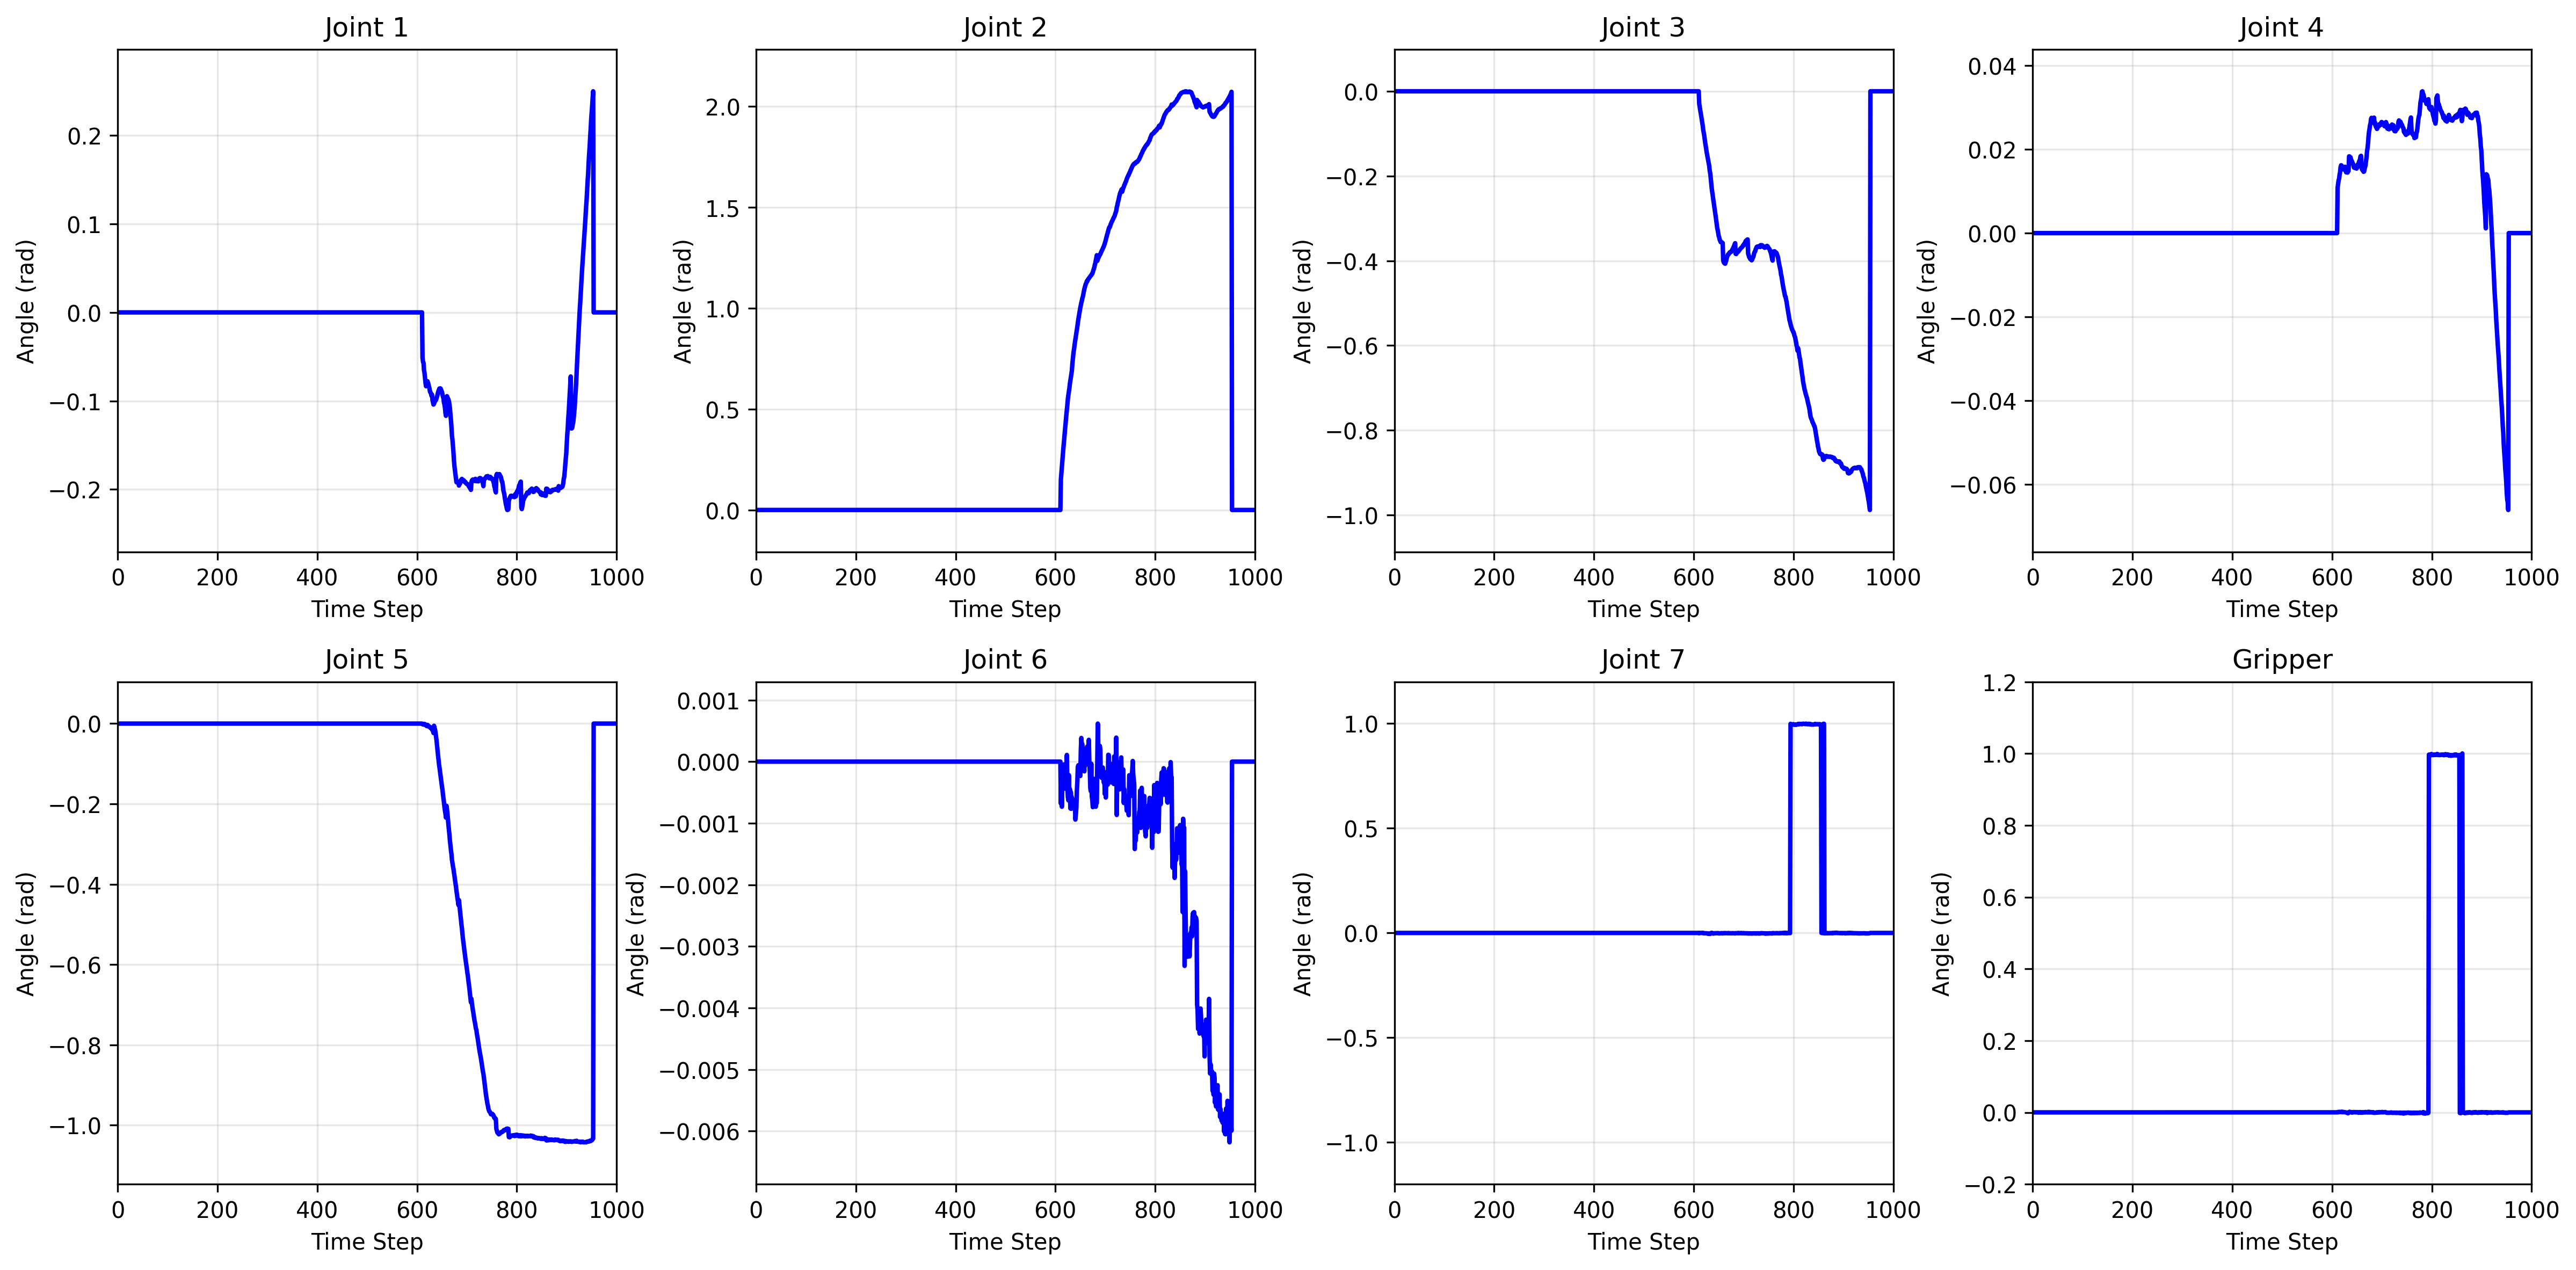 Joint 1
Joint 2
Joint 3
Joint 4
Angle (rad)
0.2
0.1
0.0
−0.1
−0.2
Angle (rad)
2.0
1.5
1.0
0.5
0.0
Angle (rad)
0.0
−0.2
−0.4
−0.6
−0.8
−1.0
Angle (rad)
0.04
0.02
0.00
−0.02
−0.04
−0.06
0 200 400 600 800 1000
0 200 400 600 800 1000
0 200 400 600 800 1000
0 200 400 600 800 1000
Time Step
Time Step
Time Step
Time Step
Joint 5
Joint 6
Joint 7
Gripper
Angle (rad)
0.0
−0.2
−0.4
−0.6
−0.8
−1.0
Angle (rad)
0.001
0.000
−0.001
−0.002
−0.003
−0.004
−0.005
−0.006
Angle (rad)
1.0
0.5
0.0
−0.5
−1.0
Angle (rad)
1.2
1.0
0.8
0.6
0.4
0.2
0.0
−0.2
0 200 400 600 800 1000
0 200 400 600 800 1000
0 200 400 600 800 1000
0 200 400 600 800 1000
Time Step
Time Step
Time Step
Time Step